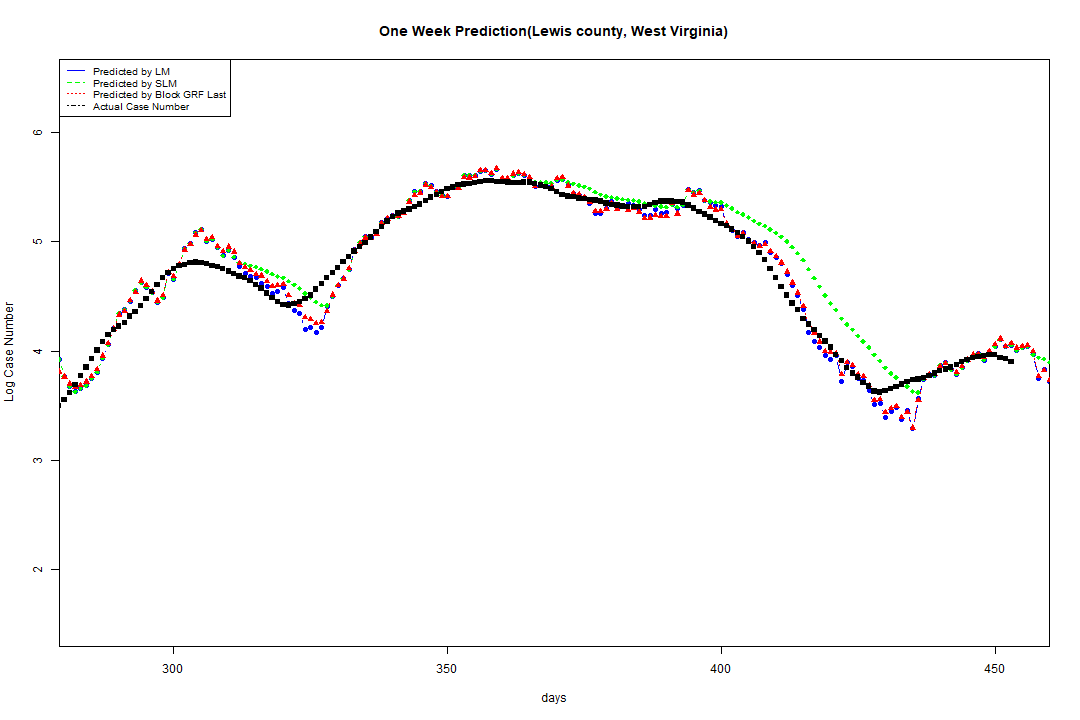 One Week Prediction(Lewis county, West Virginia)
Predicted by LM
Predicted by SLM
Predicted by Block GRF Last
Actual Case Number
6
5
4
3
2
Log Case Number
300 350 400 450
days